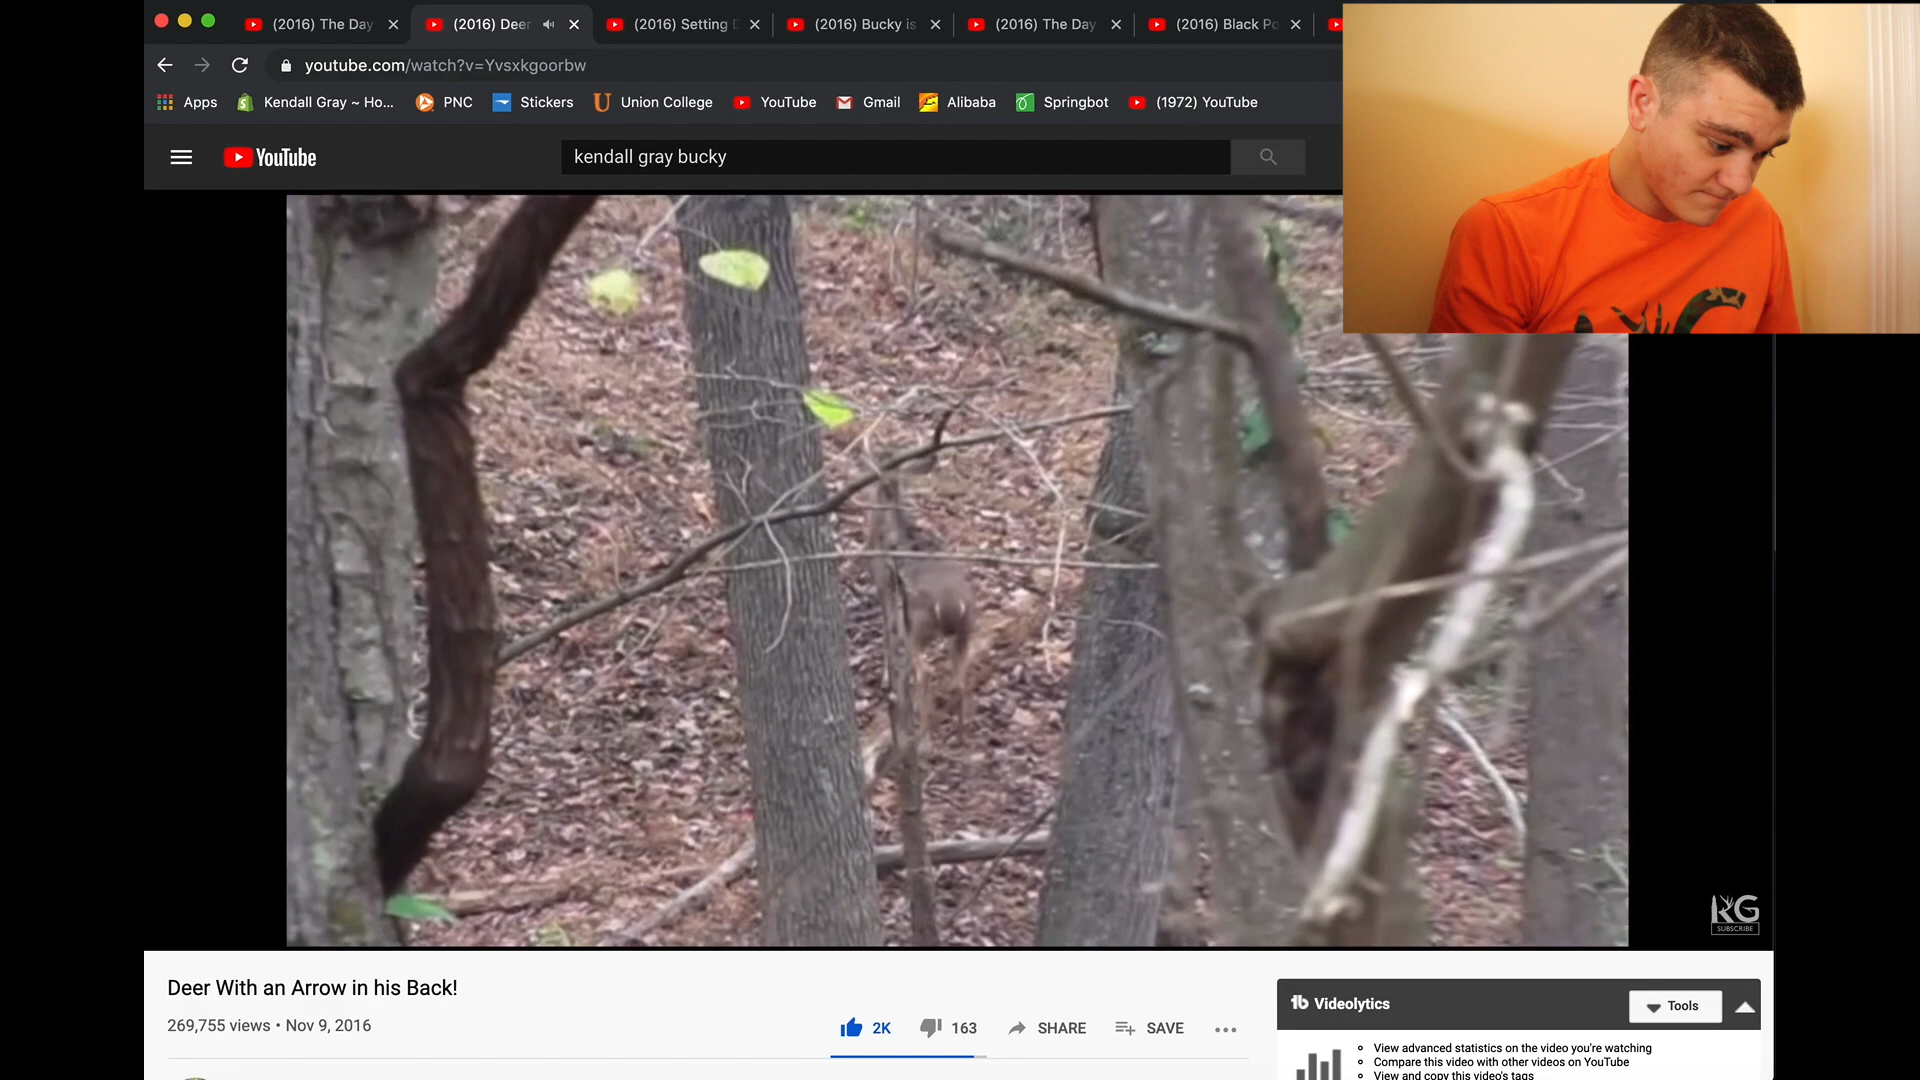 (2016) The Day
(2016) Deer
(2016) Setting D
(2016) Bucky is
(2016) The Day
(2016) Black Po
youtube.com/watch?v=Yvsxkgoorbw
Apps
Kendall Gray ~ Ho...
PNC
Stickers
Union College
YouTube
Gmail
Alibaba
Springbot
(1972) YouTube
YouTube
kendall gray bucky
KG
SUBSCRIBE
Deer With an Arrow in his Back!
269,755 views • Nov 9, 2016
2K
163
SHARE
SAVE
tb Videolytics
Tools
View advanced statistics on the video you're watching
Compare this video with other videos on YouTube
View and copy this video's tags